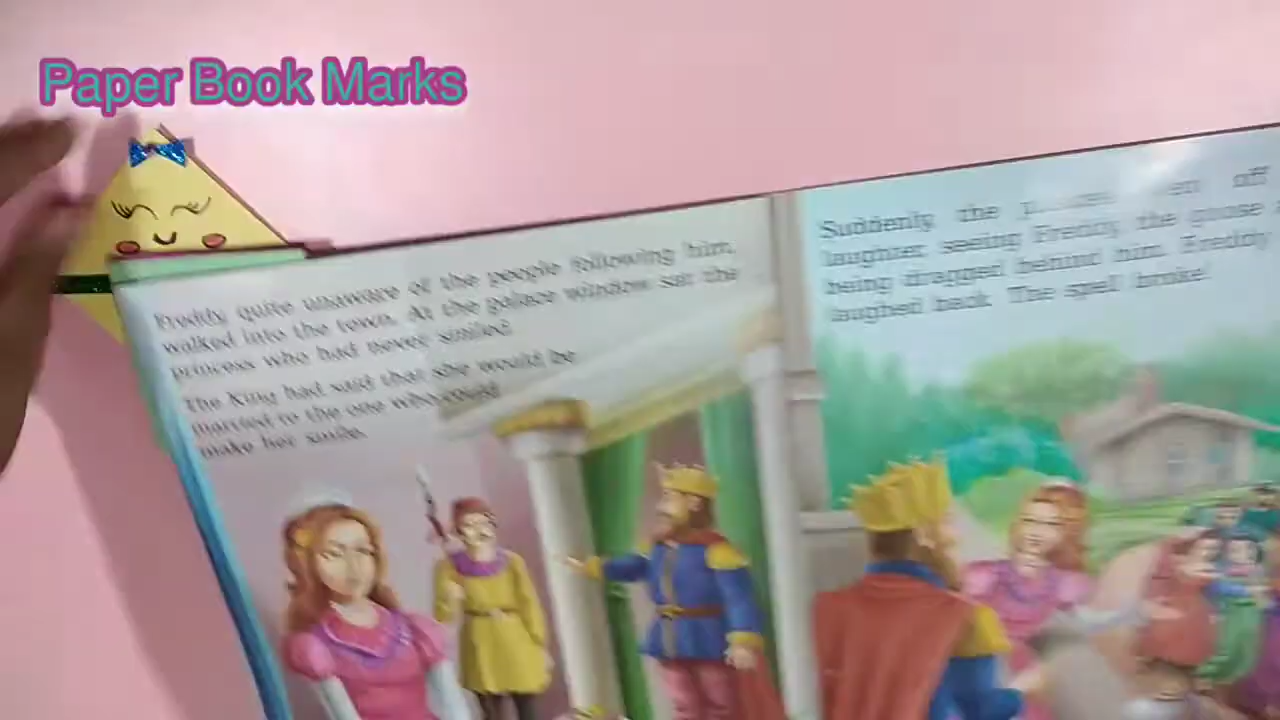 Paper Book Marks
Freddy quite unaware of the people following him,
walked into the town. At the palace window sat the
princess who had never smiled.
The King had said that she would be
married to the one who could
make her smile.
Suddenly, the off
laughter, seeing Freddy, the goose
being dragged behind him. Freddy
laughed back. The spell broke!